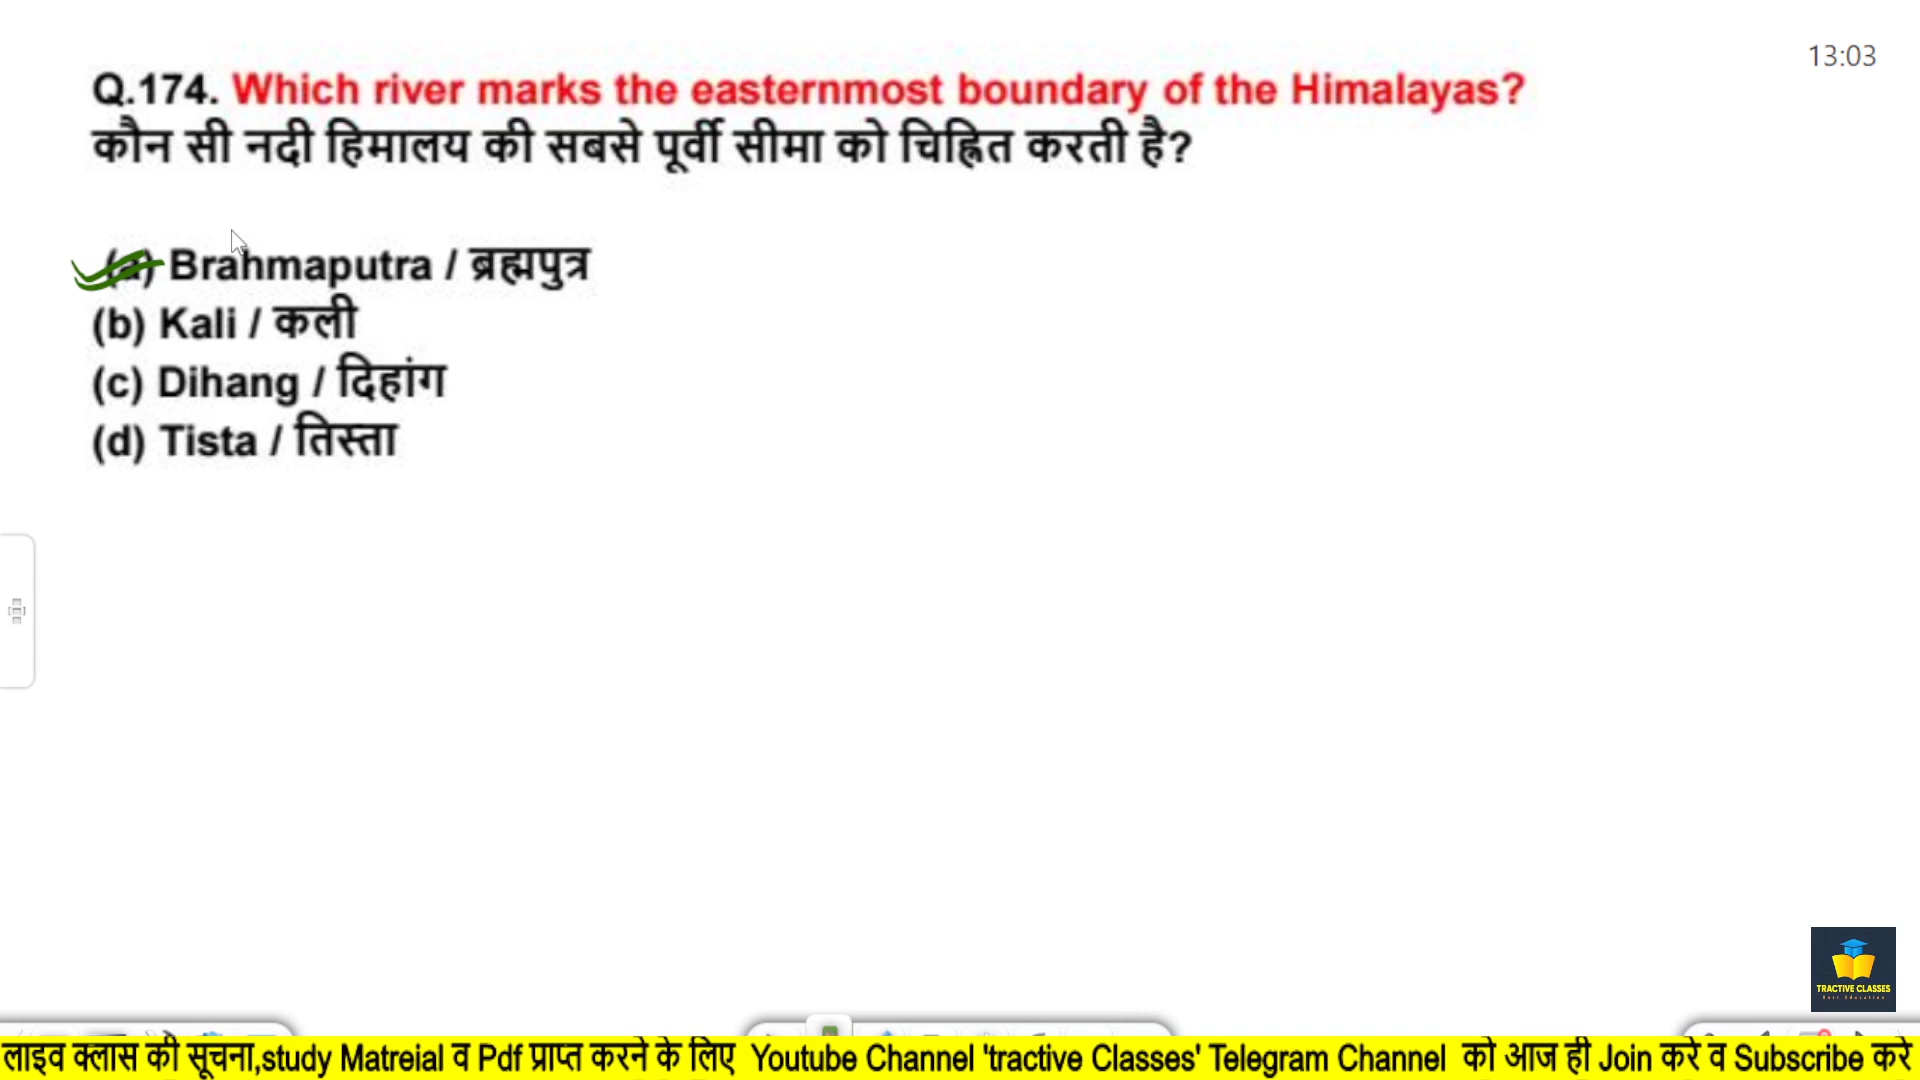 13:03
Q.174. Which river marks the easternmost boundary of the Himalayas?
कौन सी नदी हिमालय की सबसे पूर्वी सीमा को चिह्नित करती है?
(a) Brahmaputra / ब्रह्मपुत्र
(b) Kali / कली
(c) Dihang / दिहांग
(d) Tista / तिस्ता
TRACTIVE CLASSES
Best Education
लाइव क्लास की सूचना,study Matreial व Pdf प्राप्त करने के लिए Youtube Channel 'tractive Classes' Telegram Channel को आज ही Join करे व Subscribe करे